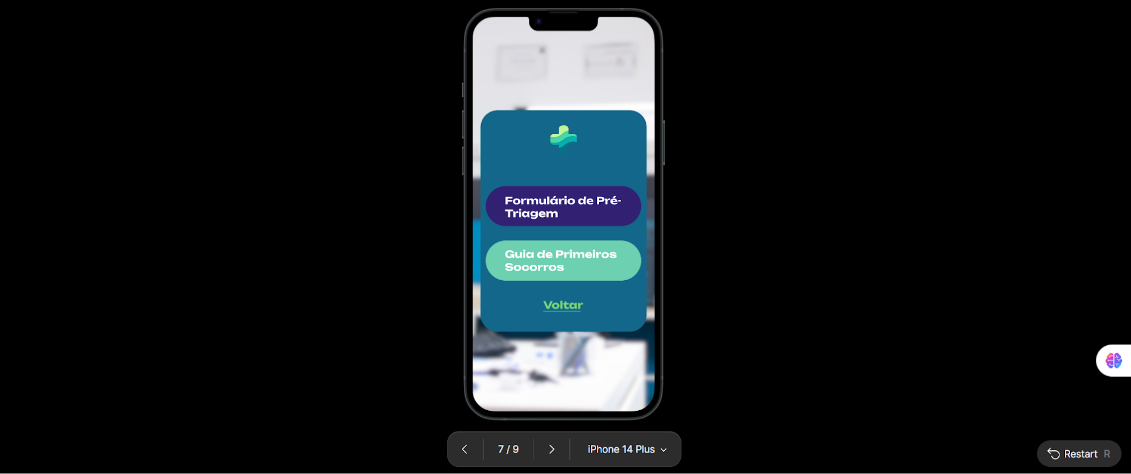 Formulário de Pré-
Triagem
Guia de Primeiros
Socorros
Voltar
7 / 9
iPhone 14 Plus
Restart R